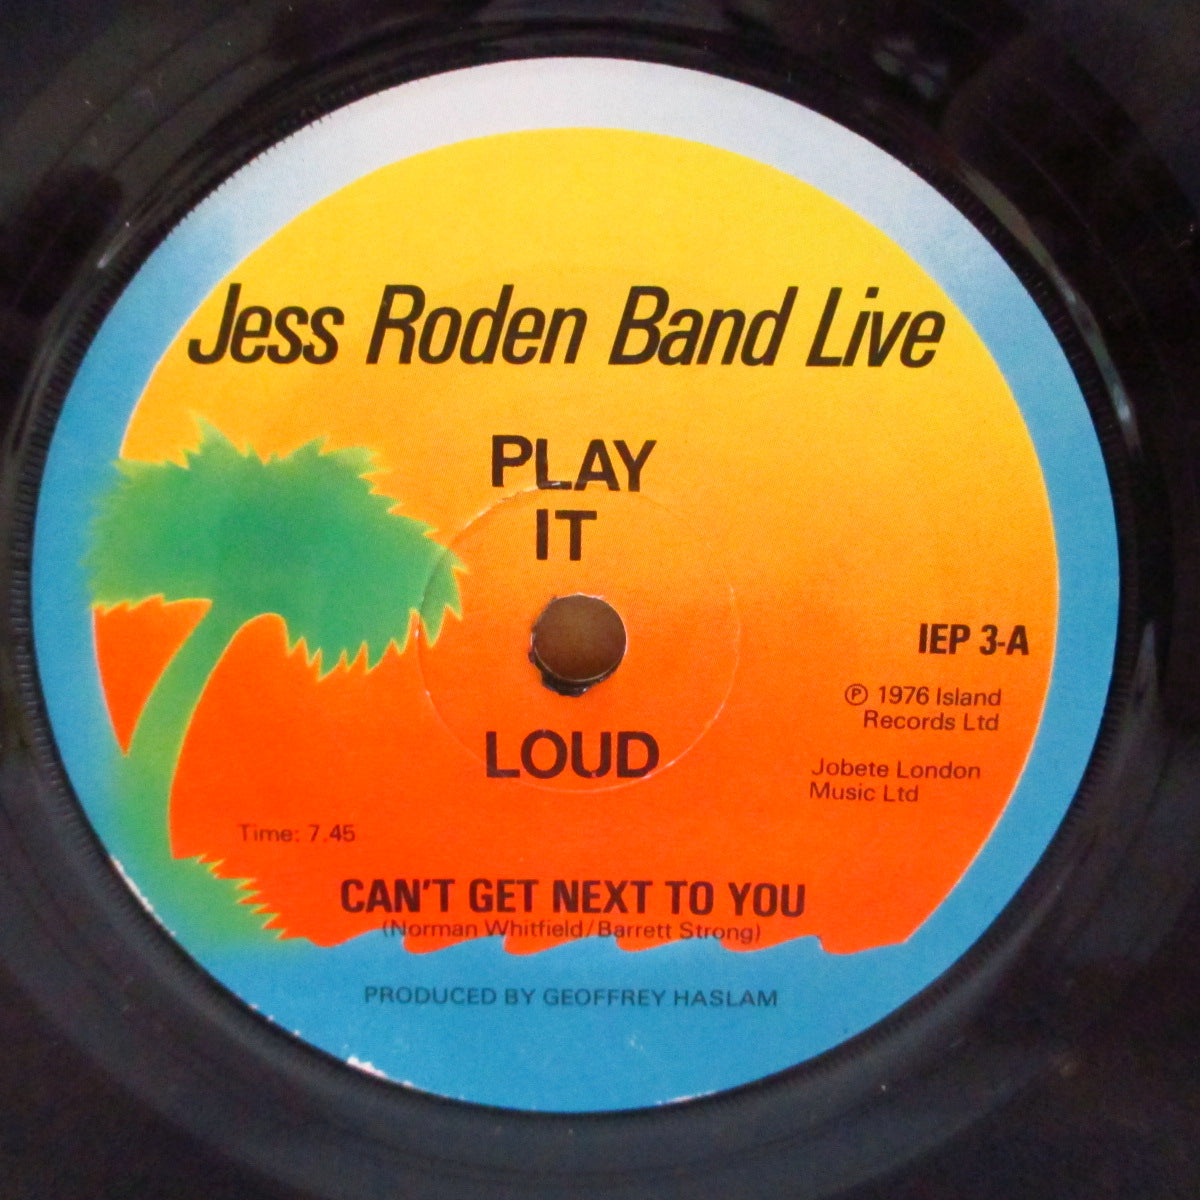 Jess Roden Band Live
PLAY
IT
LOUD
IEP 3-A
℗ 1976 Island
Records Ltd
Jobete London
Music Ltd
Time: 7.45
CAN'T GET NEXT TO YOU
(Norman Whitfield/Barrett Strong)
PRODUCED BY GEOFFREY HASLAM